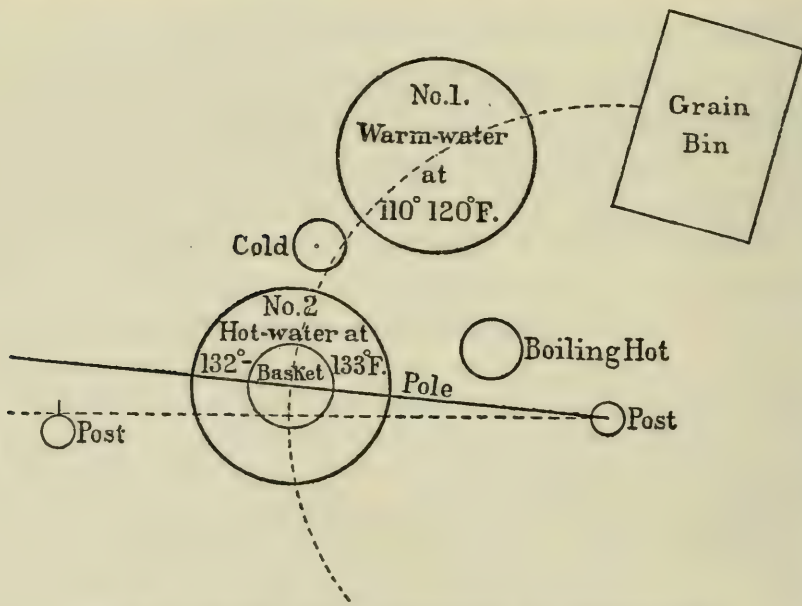 No.1.
Warm-water
at
110° 120°F.
Grain
Bin
Cold
No.2
Hot-water at
132°- 133°F.
Basket
Boiling Hot
Pole
Post
Post